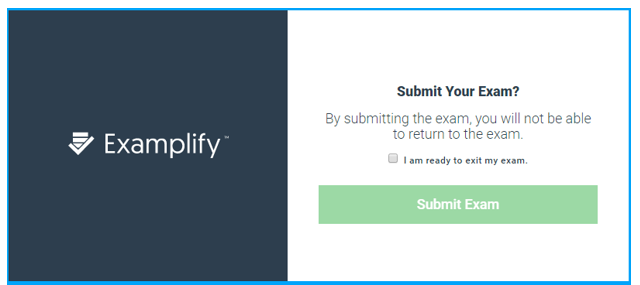 Examplify™
Submit Your Exam?
By submitting the exam, you will not be able
to return to the exam.
I am ready to exit my exam.
Submit Exam